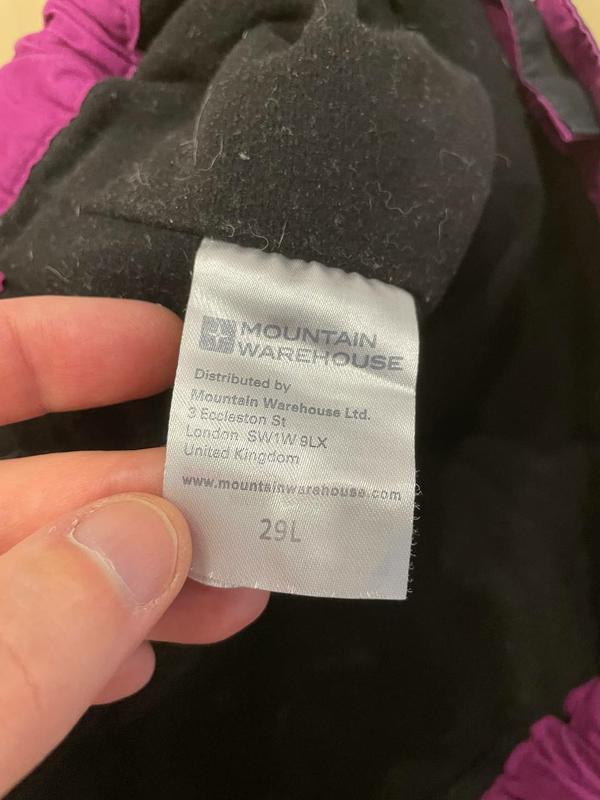 MOUNTAIN
WAREHOUSE
Distributed by
Mountain Warehouse Ltd.
3 Eccleston St
London SW1W 9LX
United Kingdom
www.mountainwarehouse.com
29L